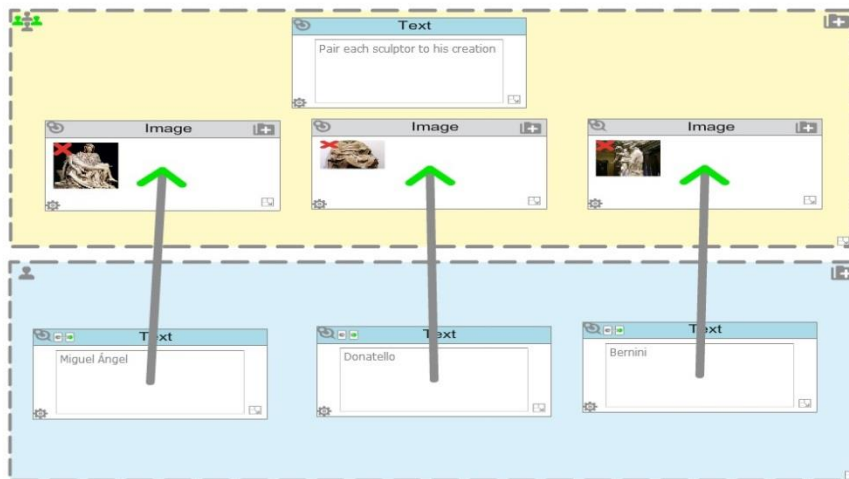 Text
Pair each sculptor to his creation
Image
Image
Image
Text
Miguel Ángel
Text
Donatello
Text
Bernini